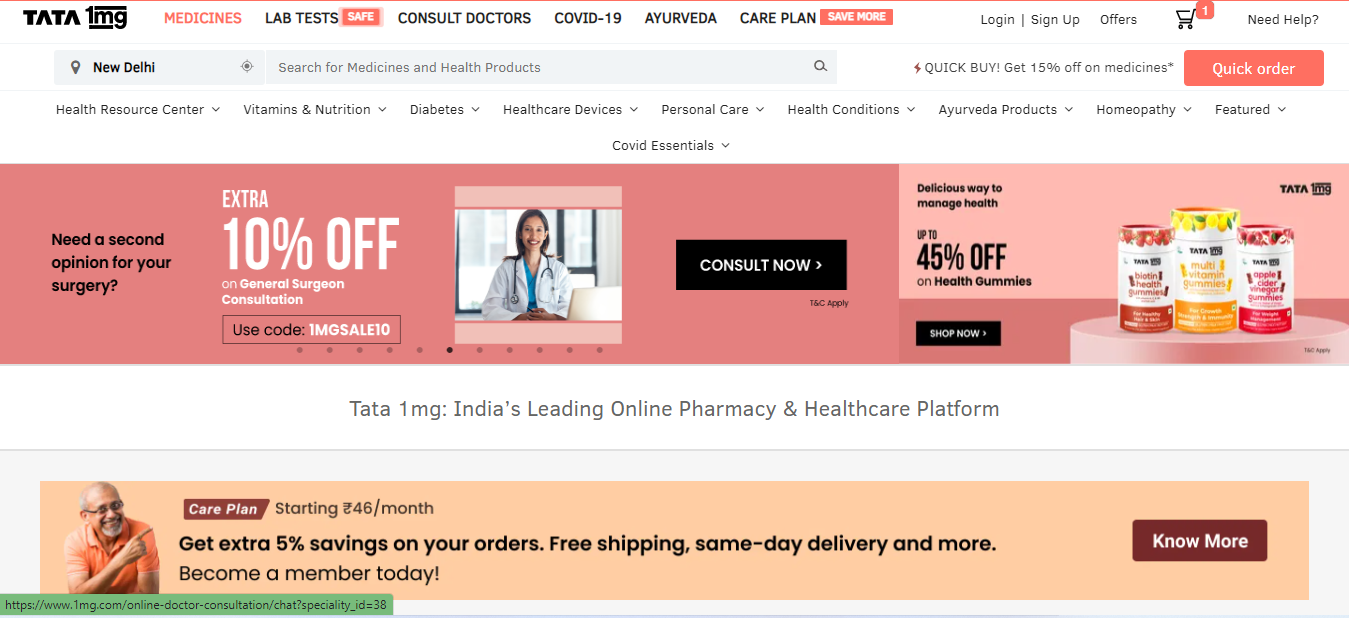 TATA 1mg
MEDICINES
LAB TESTS SAFE
CONSULT DOCTORS
COVID-19
AYURVEDA
CARE PLAN SAVE MORE
Login | Sign Up
Offers
1
Need Help?
New Delhi
Search for Medicines and Health Products
QUICK BUY! Get 15% off on medicines*
Quick order
Health Resource Center
Vitamins & Nutrition
Diabetes
Healthcare Devices
Personal Care
Health Conditions
Ayurveda Products
Homeopathy
Featured
Covid Essentials
Need a second
opinion for your
surgery?
EXTRA
10% OFF
on General Surgeon
Consultation
Use code: 1MGSALE10
CONSULT NOW >
T&C Apply
Delicious way to
manage health
UP TO
45% OFF
on Health Gummies
SHOP NOW >
TATA 1mg
TATA 1mg
biotin
health
gummies
For Healthy
Hair & Skin
TATA 1mg
multi
vitamin
gummies
For Growth
Strength & Immunity
TATA 1mg
apple
cider
vinegar
gummies
For Weight
Management
T&C Apply
Tata 1mg: India’s Leading Online Pharmacy & Healthcare Platform
Care Plan Starting ₹46/month
Get extra 5% savings on your orders. Free shipping, same-day delivery and more.
Become a member today!
Know More
https://www.1mg.com/online-doctor-consultation/chat?speciality_id=38